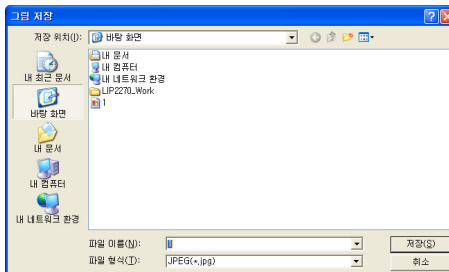 그림 저장
저장 위치(I): 바탕 화면
내 최근 문서
바탕 화면
내 문서
내 컴퓨터
내 네트워크 환경
내 문서
내 컴퓨터
내 네트워크 환경
LIP2270_Work
1
파일 이름(N):
저장(S)
파일 형식(T): JPEG(*.jpg)
취소